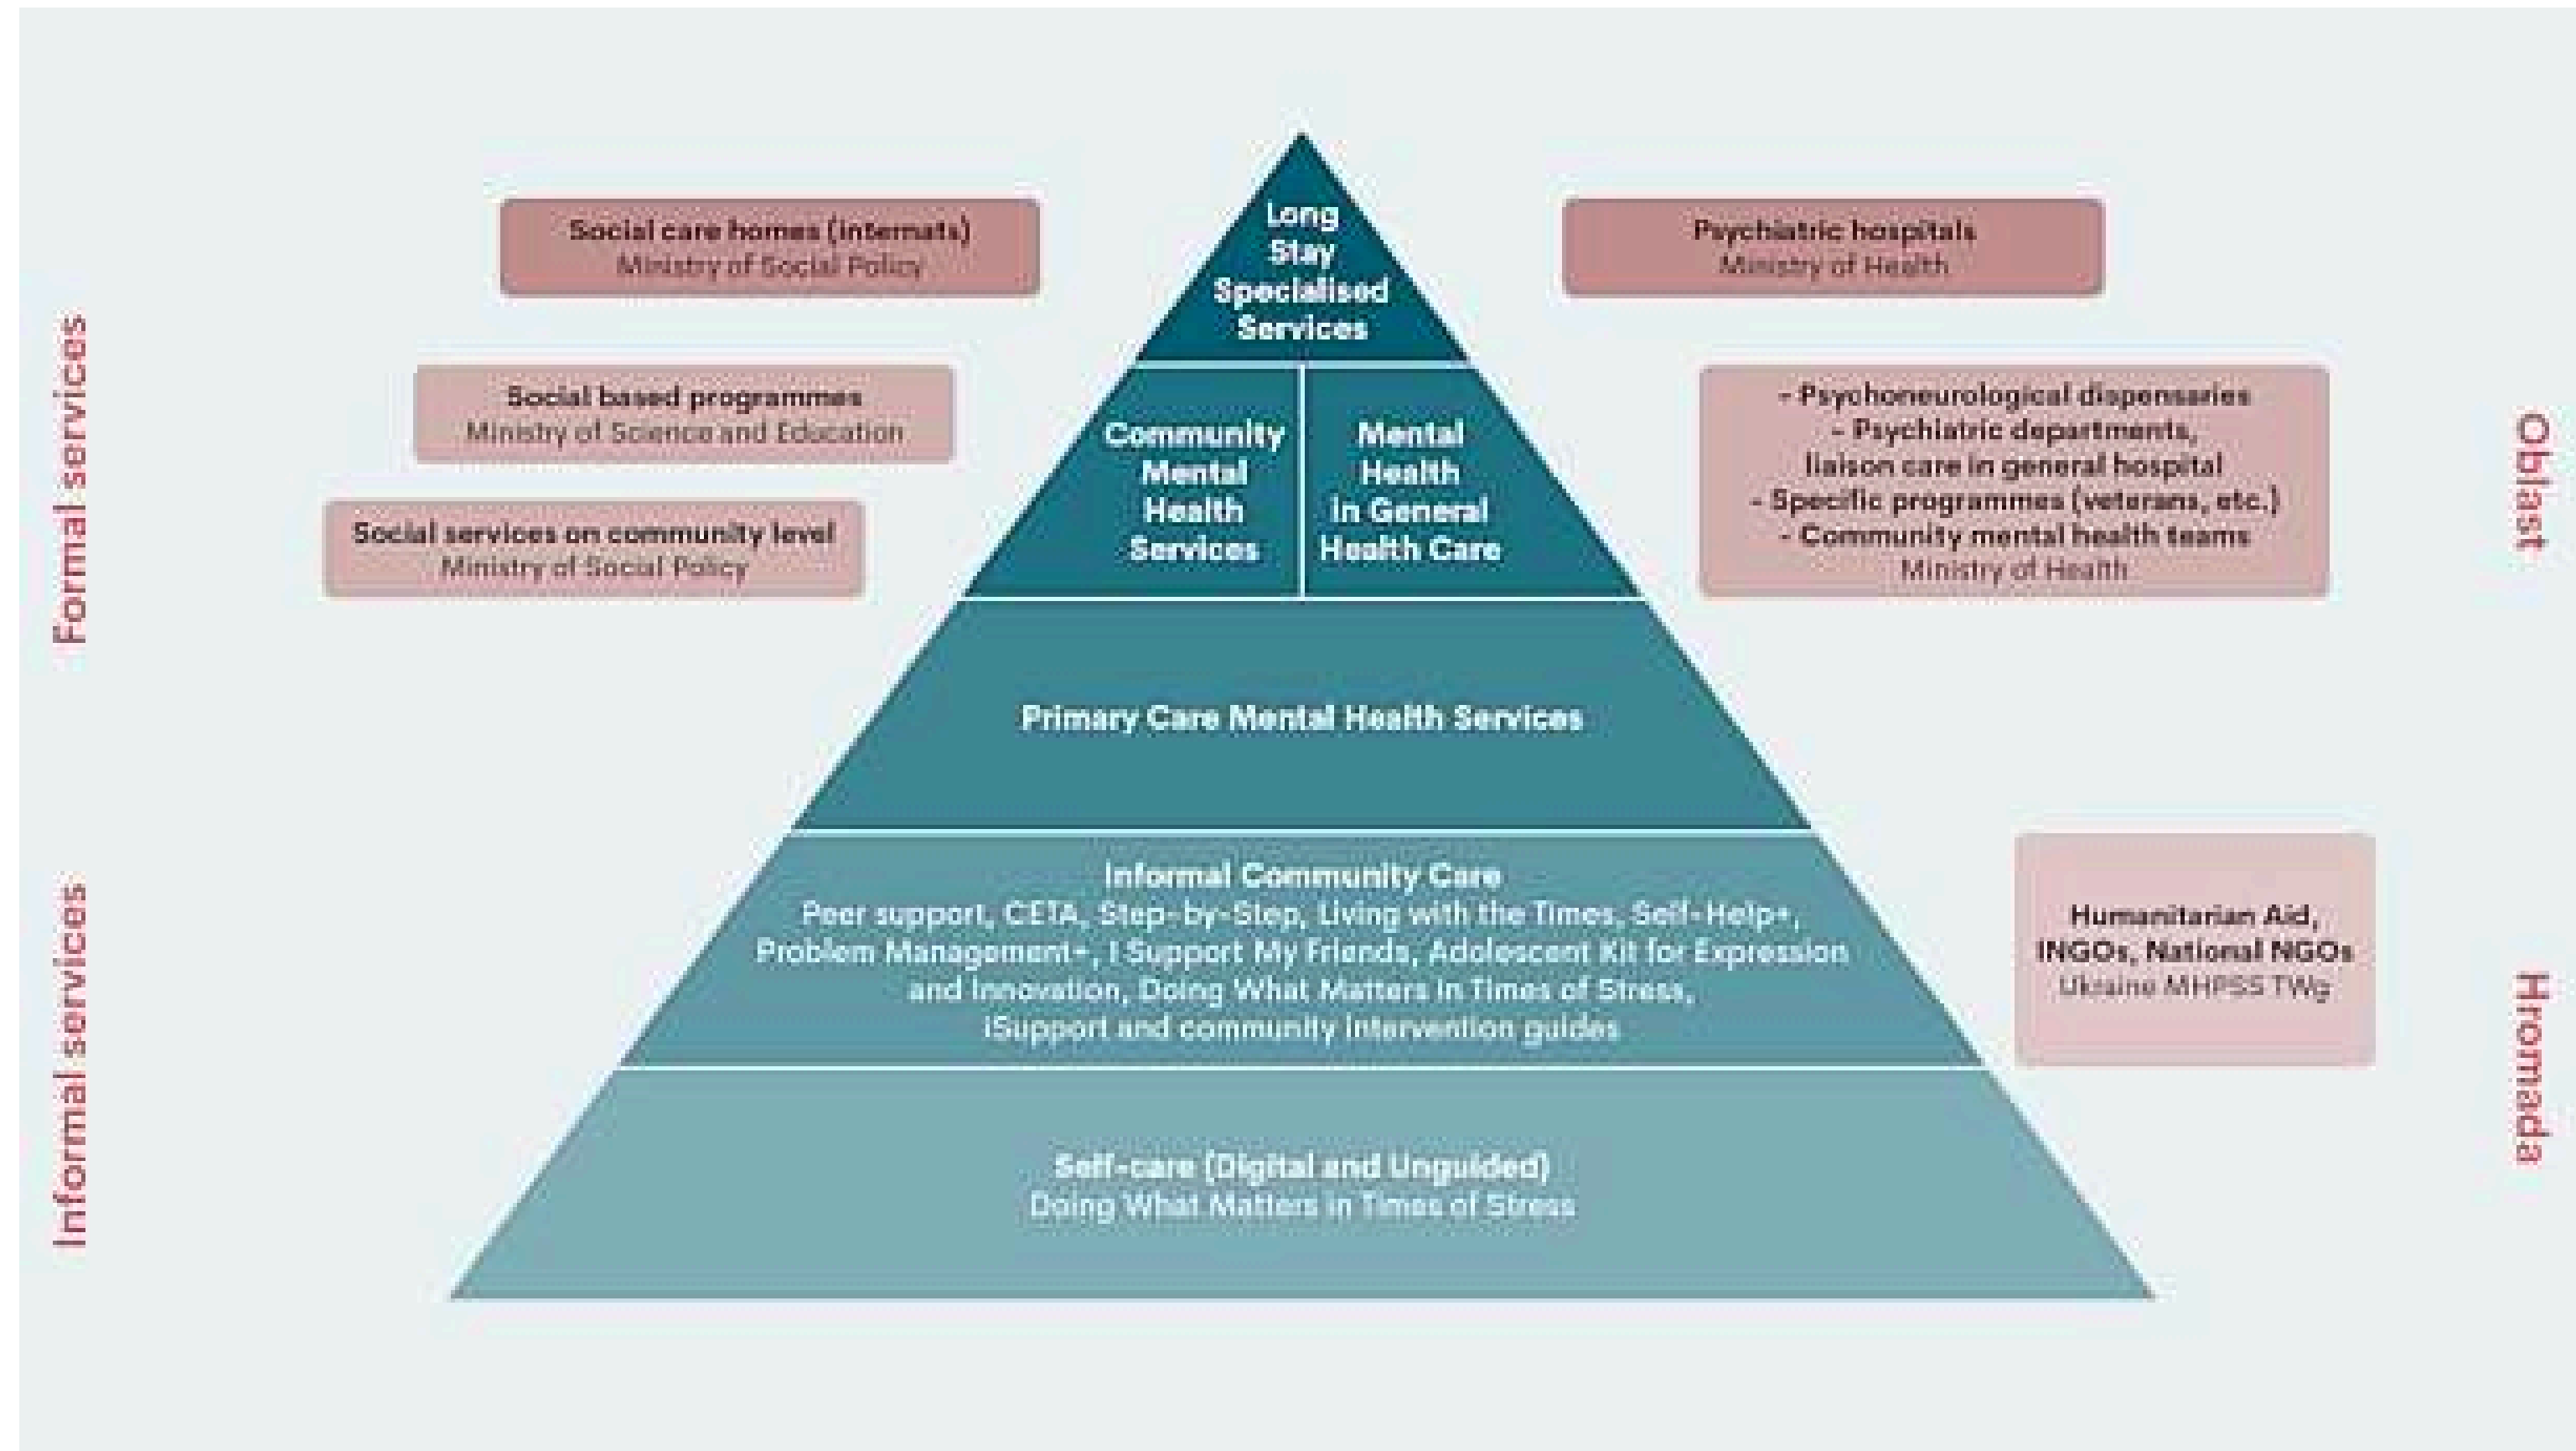 Long
Stay
Specialised
Services
Social care homes (internats)
Ministry of Social Policy
Psychiatric hospitals
Ministry of Health
Social based programmes
Ministry of Science and Education
Social services on community level
Ministry of Social Policy
Community
Mental
Health
Services
Mental
Health
in General
Health Care
- Psychoneurological dispensaries
- Psychiatric departments,
liaison care in general hospital
- Specific programmes (veterans, etc.)
- Community mental health teams
Ministry of Health
Formal services
Oblast
Primary Care Mental Health Services
Informal Community Care
Peer support, CETA, Step-by-Step, Living with the Times, Self-Help+,
Problem Management+, I Support My Friends, Adolescent Kit for Expression
and Innovation, Doing What Matters in Times of Stress,
iSupport and community intervention guides
Humanitarian Aid,
INGOs, National NGOs
Ukraine MHPSS TWg
Informal services
Hromada
Self-care (Digital and Unguided)
Doing What Matters in Times of Stress